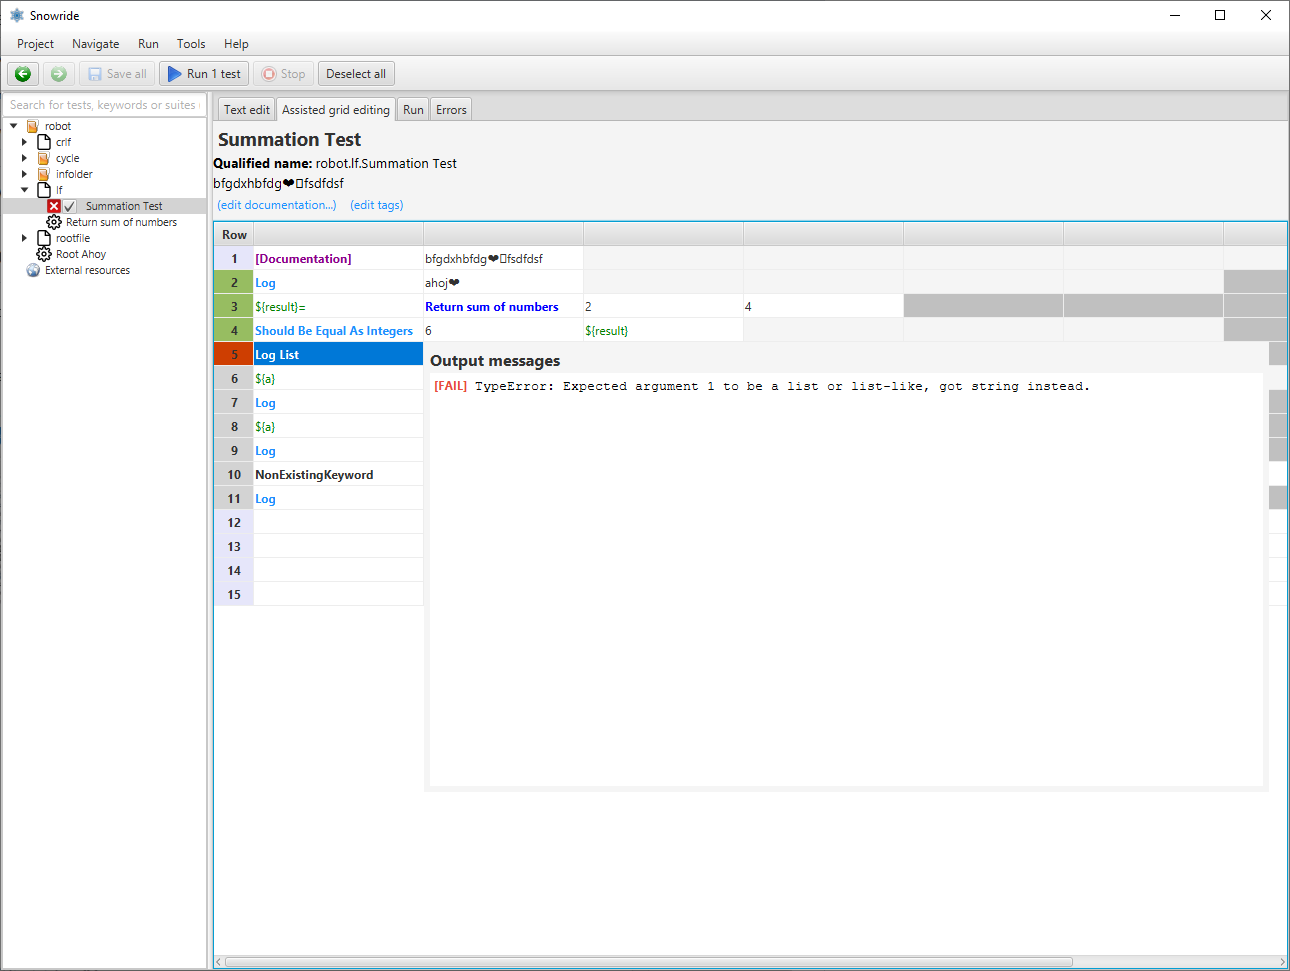 Snowride
Project Navigate Run Tools Help
Save all Run 1 test Stop Deselect all
Search for tests, keywords or suites
robot
crlf
cycle
infolder
lf
Summation Test
Return sum of numbers
rootfile
Root Ahoy
External resources
Text edit Assisted grid editing Run Errors
Summation Test
Qualified name: robot.lf.Summation Test
bfgdxhbfdg❤▯fsdfdsf
(edit documentation...) (edit tags)
Row
1 [Documentation] bfgdxhbfdg❤▯fsdfdsf
2 Log ahoj❤
3 ${result}= Return sum of numbers 2 4
4 Should Be Equal As Integers 6 ${result}
5 Log List
6 ${a}
7 Log
8 ${a}
9 Log
10 NonExistingKeyword
11 Log
12
13
14
15
Output messages
[FAIL] TypeError: Expected argument 1 to be a list or list-like, got string instead.